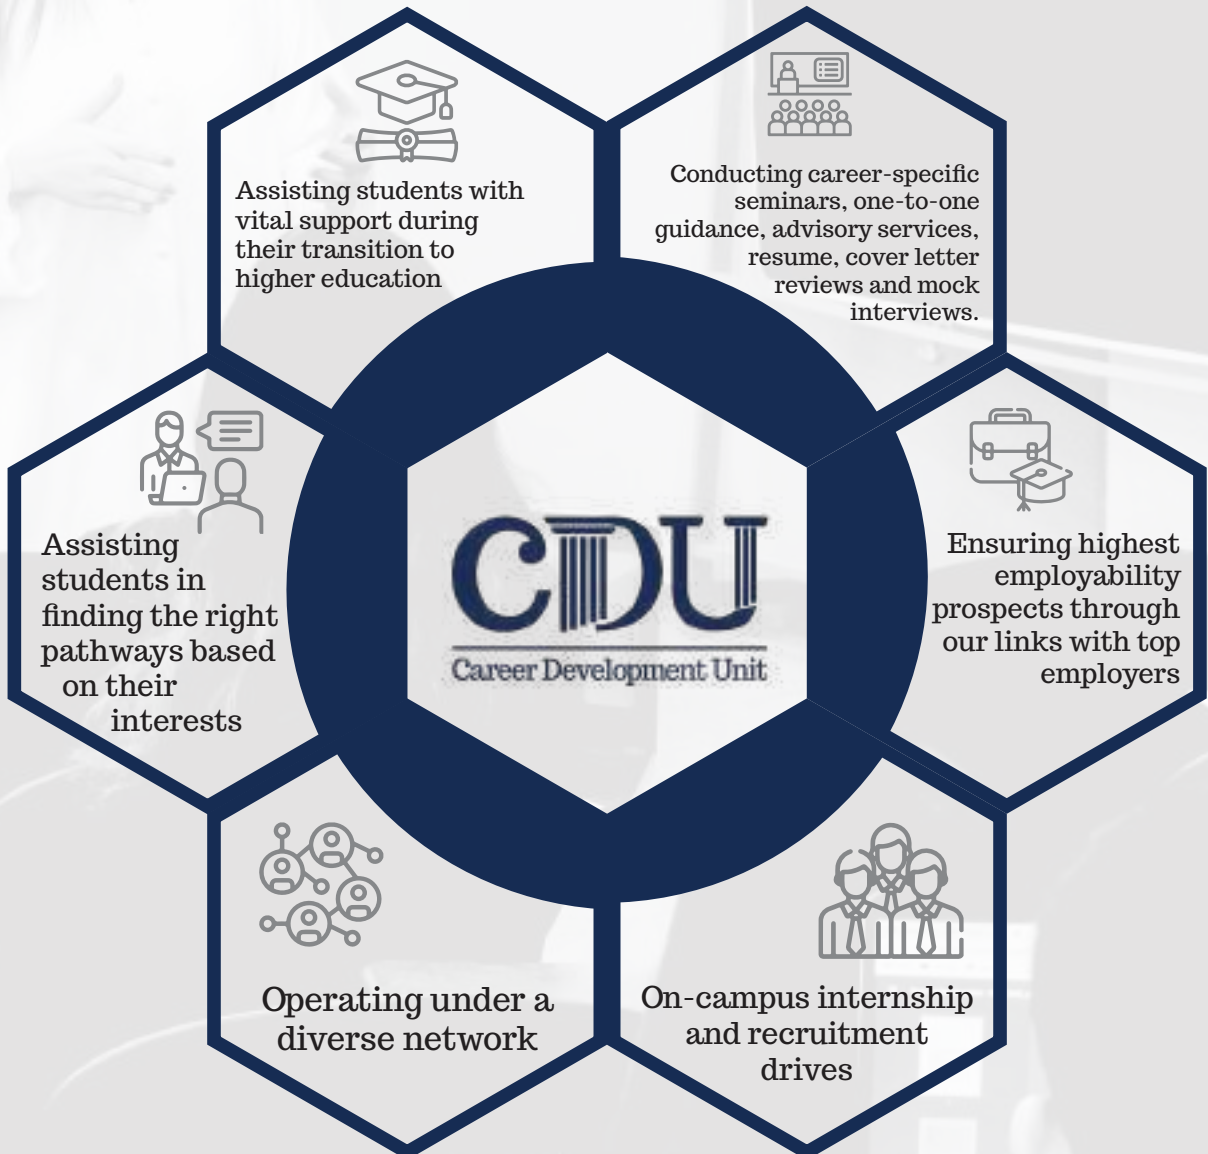 Assisting students with
vital support during
their transition to
higher education
Conducting career-specific
seminars, one-to-one
guidance, advisory services,
resume, cover letter
reviews and mock
interviews.
Assisting
students in
finding the right
pathways based
on their
interests
CDU
Career Development Unit
Ensuring highest
employability
prospects through
our links with top
employers
Operating under a
diverse network
On-campus internship
and recruitment
drives